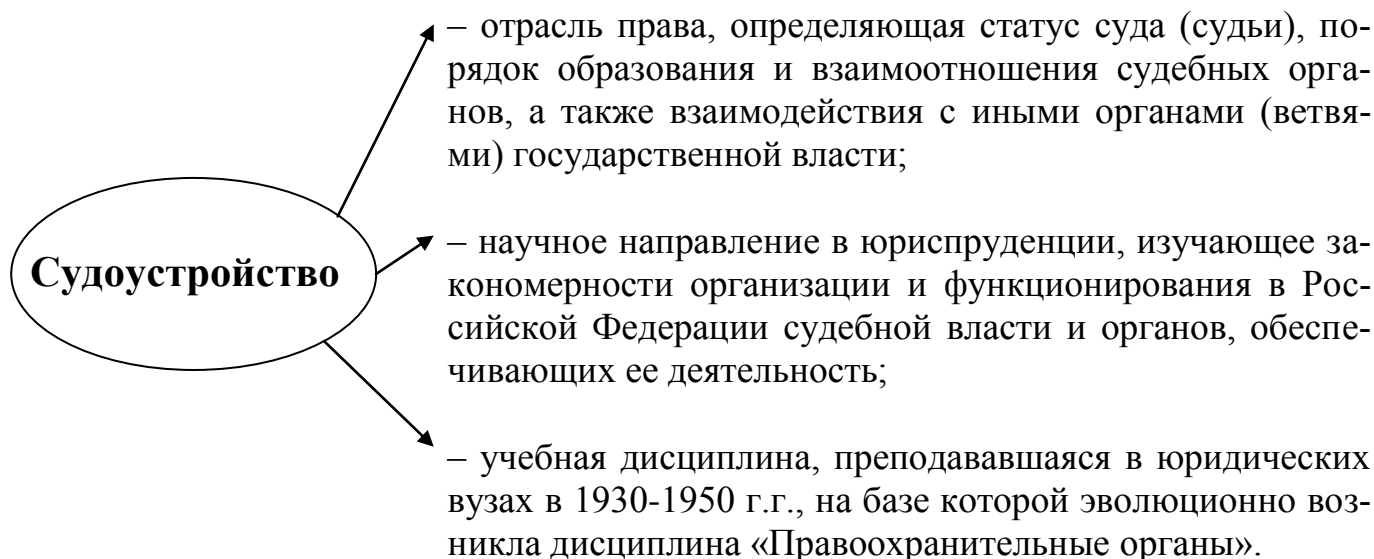 – отрасль права, определяющая статус суда (судьи), по-
рядок образования и взаимоотношения судебных орга-
нов, а также взаимодействия с иными органами (ветвя-
ми) государственной власти;
Судоустройство
– научное направление в юриспруденции, изучающее за-
кономерности организации и функционирования в Рос-
сийской Федерации судебной власти и органов, обеспе-
чивающих ее деятельность;
– учебная дисциплина, преподававшаяся в юридических
вузах в 1930-1950 г.г., на базе которой эволюционно воз-
никла дисциплина «Правоохранительные органы».